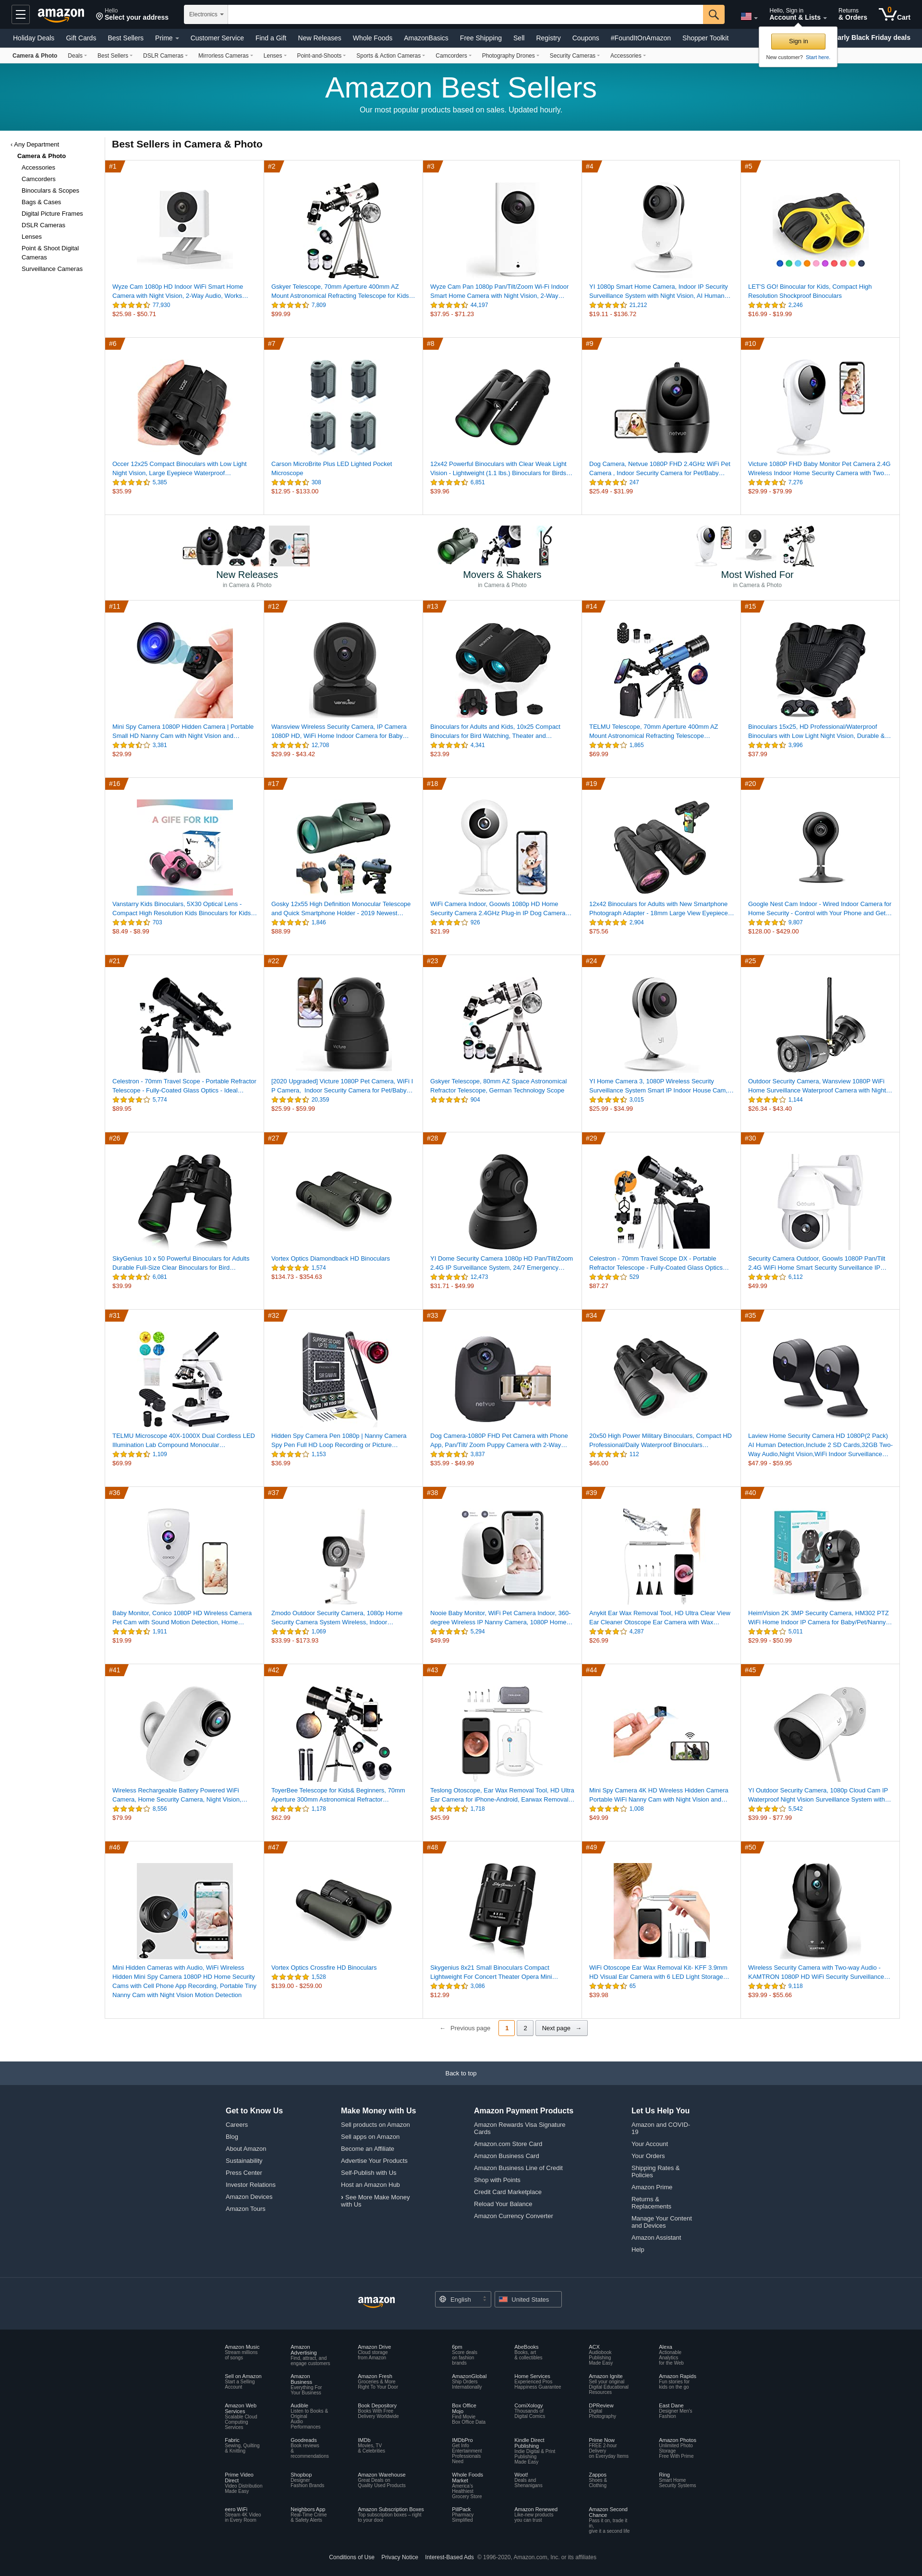 amazon
Hello
Select your address
Electronics
Hello, Sign in
Account & Lists
Returns
& Orders
0
Cart
Holiday Deals Gift Cards Best Sellers Prime Customer Service Find a Gift New Releases Whole Foods AmazonBasics Free Shipping Sell Registry Coupons #FoundItOnAmazon Shopper Toolkit
arly Black Friday deals
Sign in
New customer? Start here.
Camera & Photo Deals Best Sellers DSLR Cameras Mirrorless Cameras Lenses Point-and-Shoots Sports & Action Cameras Camcorders Photography Drones Security Cameras Accessories
Amazon Best Sellers
Our most popular products based on sales. Updated hourly.
‹ Any Department
Camera & Photo
Accessories
Camcorders
Binoculars & Scopes
Bags & Cases
Digital Picture Frames
DSLR Cameras
Lenses
Point & Shoot Digital
Cameras
Surveillance Cameras
Best Sellers in Camera & Photo
#1
Wyze Cam 1080p HD Indoor WiFi Smart Home
Camera with Night Vision, 2-Way Audio, Works…
77,930
$25.98 - $50.71
#2
Gskyer Telescope, 70mm Aperture 400mm AZ
Mount Astronomical Refracting Telescope for Kids…
7,809
$99.99
#3
Wyze Cam Pan 1080p Pan/Tilt/Zoom Wi-Fi Indoor
Smart Home Camera with Night Vision, 2-Way…
44,197
$37.95 - $71.23
#4
YI 1080p Smart Home Camera, Indoor IP Security
Surveillance System with Night Vision, AI Human…
21,212
$19.11 - $136.72
#5
LET'S GO! Binocular for Kids, Compact High
Resolution Shockproof Binoculars
2,246
$16.99 - $19.99
#6
Occer 12x25 Compact Binoculars with Low Light
Night Vision, Large Eyepiece Waterproof…
5,385
$35.99
#7
Carson MicroBrite Plus LED Lighted Pocket
Microscope
308
$12.95 - $133.00
#8
12x42 Powerful Binoculars with Clear Weak Light
Vision - Lightweight (1.1 lbs.) Binoculars for Birds…
6,851
$39.96
#9
Dog Camera, Netvue 1080P FHD 2.4GHz WiFi Pet
Camera , Indoor Security Camera for Pet/Baby…
247
$25.49 - $31.99
#10
Victure 1080P FHD Baby Monitor Pet Camera 2.4G
Wireless Indoor Home Security Camera with Two…
7,276
$29.99 - $79.99
New Releases
in Camera & Photo
Movers & Shakers
in Camera & Photo
Most Wished For
in Camera & Photo
#11
Mini Spy Camera 1080P Hidden Camera | Portable
Small HD Nanny Cam with Night Vision and…
3,381
$29.99
#12
Wansview Wireless Security Camera, IP Camera
1080P HD, WiFi Home Indoor Camera for Baby…
12,708
$29.99 - $43.42
#13
Binoculars for Adults and Kids, 10x25 Compact
Binoculars for Bird Watching, Theater and…
4,341
$23.99
#14
TELMU Telescope, 70mm Aperture 400mm AZ
Mount Astronomical Refracting Telescope…
1,865
$69.99
#15
Binoculars 15x25, HD Professional/Waterproof
Binoculars with Low Light Night Vision, Durable &…
3,996
$37.99
#16
A GIFE FOR KID
Vanstarry Kids Binoculars, 5X30 Optical Lens -
Compact High Resolution Kids Binoculars for Kids…
703
$8.49 - $8.99
#17
Gosky 12x55 High Definition Monocular Telescope
and Quick Smartphone Holder - 2019 Newest…
1,846
$88.99
#18
WiFi Camera Indoor, Goowls 1080p HD Home
Security Camera 2.4GHz Plug-in IP Dog Camera…
926
$21.99
#19
12x42 Binoculars for Adults with New Smartphone
Photograph Adapter - 18mm Large View Eyepiece…
2,904
$75.56
#20
Google Nest Cam Indoor - Wired Indoor Camera for
Home Security - Control with Your Phone and Get…
9,807
$128.00 - $429.00
#21
Celestron - 70mm Travel Scope - Portable Refractor
Telescope - Fully-Coated Glass Optics - Ideal…
5,774
$89.95
#22
[2020 Upgraded] Victure 1080P Pet Camera, WiFi I
P Camera, Indoor Security Camera for Pet/Baby…
20,359
$25.99 - $59.99
#23
Gskyer Telescope, 80mm AZ Space Astronomical
Refractor Telescope, German Technology Scope
904
#24
YI Home Camera 3, 1080P Wireless Security
Surveillance System Smart IP Indoor House Cam,…
3,015
$25.99 - $34.99
#25
Outdoor Security Camera, Wansview 1080P WiFi
Home Surveillance Waterproof Camera with Night…
1,144
$26.34 - $43.40
#26
SkyGenius 10 x 50 Powerful Binoculars for Adults
Durable Full-Size Clear Binoculars for Bird…
6,081
$39.99
#27
Vortex Optics Diamondback HD Binoculars
1,574
$134.73 - $354.63
#28
YI Dome Security Camera 1080p HD Pan/Tilt/Zoom
2.4G IP Surveillance System, 24/7 Emergency…
12,473
$31.71 - $49.99
#29
Celestron - 70mm Travel Scope DX - Portable
Refractor Telescope - Fully-Coated Glass Optics…
529
$87.27
#30
Security Camera Outdoor, Goowls 1080P Pan/Tilt
2.4G WiFi Home Smart Security Surveillance IP…
6,112
$49.99
#31
TELMU Microscope 40X-1000X Dual Cordless LED
Illumination Lab Compound Monocular…
1,109
$69.99
#32
Hidden Spy Camera Pen 1080p | Nanny Camera
Spy Pen Full HD Loop Recording or Picture…
1,153
$36.99
#33
Dog Camera-1080P FHD Pet Camera with Phone
App, Pan/Tilt/ Zoom Puppy Camera with 2-Way…
3,837
$35.99 - $49.99
#34
20x50 High Power Military Binoculars, Compact HD
Professional/Daily Waterproof Binoculars…
112
$46.00
#35
Laview Home Security Camera HD 1080P(2 Pack)
AI Human Detection,Include 2 SD Cards,32GB Two-
Way Audio,Night Vision,WiFi Indoor Surveillance…
$47.99 - $59.95
#36
Baby Monitor, Conico 1080P HD Wireless Camera
Pet Cam with Sound Motion Detection, Home…
1,911
$19.99
#37
Zmodo Outdoor Security Camera, 1080p Home
Security Camera System Wireless, Indoor…
1,069
$33.99 - $173.93
#38
Nooie Baby Monitor, WiFi Pet Camera Indoor, 360-
degree Wireless IP Nanny Camera, 1080P Home…
5,294
$49.99
#39
Anykit Ear Wax Removal Tool, HD Ultra Clear View
Ear Cleaner Otoscope Ear Camera with Wax…
4,287
$26.99
#40
HeimVision 2K 3MP Security Camera, HM302 PTZ
WiFi Home Indoor IP Camera for Baby/Pet/Nanny…
5,011
$29.99 - $50.99
#41
Wireless Rechargeable Battery Powered WiFi
Camera, Home Security Camera, Night Vision,…
8,556
$79.99
#42
ToyerBee Telescope for Kids& Beginners, 70mm
Aperture 300mm Astronomical Refractor…
1,178
$62.99
#43
Teslong Otoscope, Ear Wax Removal Tool, HD Ultra
Ear Camera for iPhone-Android, Earwax Removal…
1,718
$45.99
#44
Mini Spy Camera 4K HD Wireless Hidden Camera
Portable WiFi Nanny Cam with Night Vision and…
1,008
$49.99
#45
YI Outdoor Security Camera, 1080p Cloud Cam IP
Waterproof Night Vision Surveillance System with…
5,542
$39.99 - $77.99
#46
Mini Hidden Cameras with Audio, WiFi Wireless
Hidden Mini Spy Camera 1080P HD Home Security
Cams with Cell Phone App Recording, Portable Tiny
Nanny Cam with Night Vision Motion Detection
#47
Vortex Optics Crossfire HD Binoculars
1,528
$139.00 - $259.00
#48
Skygenius 8x21 Small Binoculars Compact
Lightweight For Concert Theater Opera Mini…
3,086
$12.99
#49
WiFi Otoscope Ear Wax Removal Kit- KFF 3.9mm
HD Visual Ear Camera with 6 LED Light Storage…
65
$39.98
#50
Wireless Security Camera with Two-way Audio -
KAMTRON 1080P HD WiFi Security Surveillance…
9,118
$39.99 - $55.66
← Previous page 1 2 Next page →
Back to top
Get to Know Us
Careers
Blog
About Amazon
Sustainability
Press Center
Investor Relations
Amazon Devices
Amazon Tours
Make Money with Us
Sell products on Amazon
Sell apps on Amazon
Become an Affiliate
Advertise Your Products
Self-Publish with Us
Host an Amazon Hub
› See More Make Money
with Us
Amazon Payment Products
Amazon Rewards Visa Signature
Cards
Amazon.com Store Card
Amazon Business Card
Amazon Business Line of Credit
Shop with Points
Credit Card Marketplace
Reload Your Balance
Amazon Currency Converter
Let Us Help You
Amazon and COVID-
19
Your Account
Your Orders
Shipping Rates &
Policies
Amazon Prime
Returns &
Replacements
Manage Your Content
and Devices
Amazon Assistant
Help
amazon
English
United States
Amazon Music
Stream millions
of songs
Amazon
Advertising
Find, attract, and
engage customers
Amazon Drive
Cloud storage
from Amazon
6pm
Score deals
on fashion
brands
AbeBooks
Books, art
& collectibles
ACX
Audiobook
Publishing
Made Easy
Alexa
Actionable
Analytics
for the Web
Sell on Amazon
Start a Selling
Account
Amazon
Business
Everything For
Your Business
Amazon Fresh
Groceries & More
Right To Your Door
AmazonGlobal
Ship Orders
Internationally
Home Services
Experienced Pros
Happiness Guarantee
Amazon Ignite
Sell your original
Digital Educational
Resources
Amazon Rapids
Fun stories for
kids on the go
Amazon Web
Services
Scalable Cloud
Computing
Services
Audible
Listen to Books &
Original
Audio
Performances
Book Depository
Books With Free
Delivery Worldwide
Box Office
Mojo
Find Movie
Box Office Data
ComiXology
Thousands of
Digital Comics
DPReview
Digital
Photography
East Dane
Designer Men's
Fashion
Fabric
Sewing, Quilting
& Knitting
Goodreads
Book reviews
&
recommendations
IMDb
Movies, TV
& Celebrities
IMDbPro
Get Info
Entertainment
Professionals
Need
Kindle Direct
Publishing
Indie Digital & Print
Publishing
Made Easy
Prime Now
FREE 2-hour
Delivery
on Everyday Items
Amazon Photos
Unlimited Photo
Storage
Free With Prime
Prime Video
Direct
Video Distribution
Made Easy
Shopbop
Designer
Fashion Brands
Amazon Warehouse
Great Deals on
Quality Used Products
Whole Foods
Market
America's
Healthiest
Grocery Store
Woot!
Deals and
Shenanigans
Zappos
Shoes &
Clothing
Ring
Smart Home
Security Systems
eero WiFi
Stream 4K Video
in Every Room
Neighbors App
Real-Time Crime
& Safety Alerts
Amazon Subscription Boxes
Top subscription boxes – right
to your door
PillPack
Pharmacy
Simplified
Amazon Renewed
Like-new products
you can trust
Amazon Second
Chance
Pass it on, trade it
in,
give it a second life
Conditions of Use Privacy Notice Interest-Based Ads © 1996-2020, Amazon.com, Inc. or its affiliates